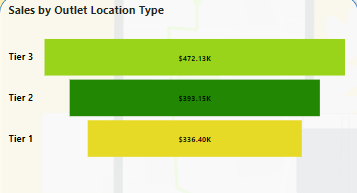 Sales by Outlet Location Type
Tier 3 $472.13K
Tier 2 $393.15K
Tier 1 $336.40K